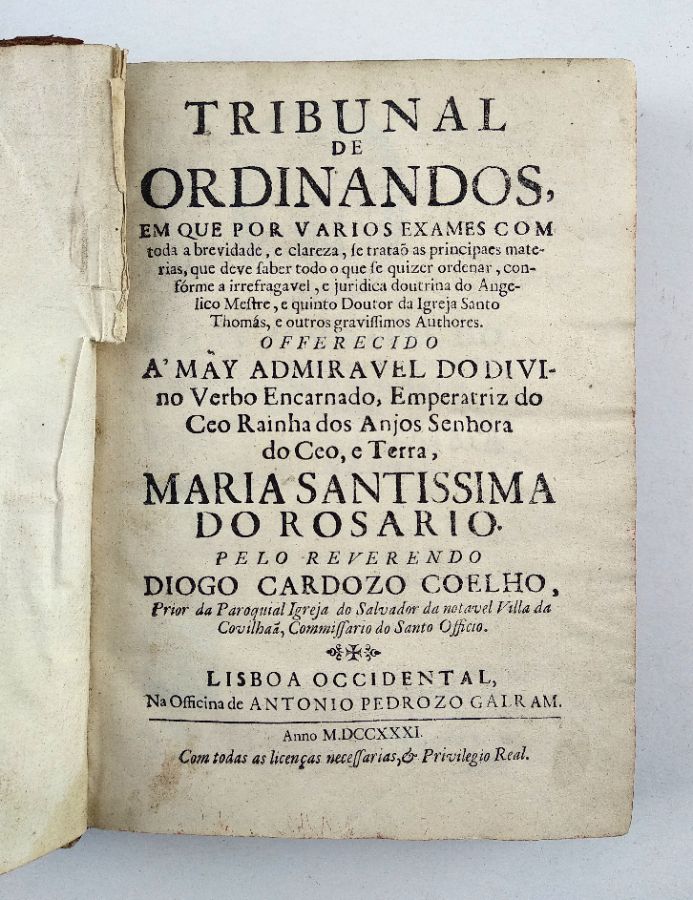 TRIBUNAL
DE
ORDINANDOS,
EM QUE POR VARIOS EXAMES COM
toda a brevidade, e clareza, ſe trataõ as principaes mate-
rias, que deve ſaber todo o que ſe quizer ordenar, con-
fórme a irrefragavel, e juridica doutrina do Ange-
lico Meſtre, e quinto Doutor da Igreja Santo
Thomás, e outros graviſſimos Authores.
OFFERECIDO
A' MÃY ADMIRAVEL DO DIVI-
no Verbo Encarnado, Emperatriz do
Ceo Rainha dos Anjos Senhora
do Ceo, e Terra,
MARIA SANTISSIMA
DO ROSARIO.
PELO REVERENDO
DIOGO CARDOZO COELHO,
Prior da Paroquial Igreja do Salvador da notavel Villa da
Covilhaã, Commiſſario do Santo Officio.
LISBOA OCCIDENTAL,
Na Officina de ANTONIO PEDROZO GALRAM.
Anno M.DCCXXXI.
Com todas as licenças neceſſarias, & Privilegio Real.